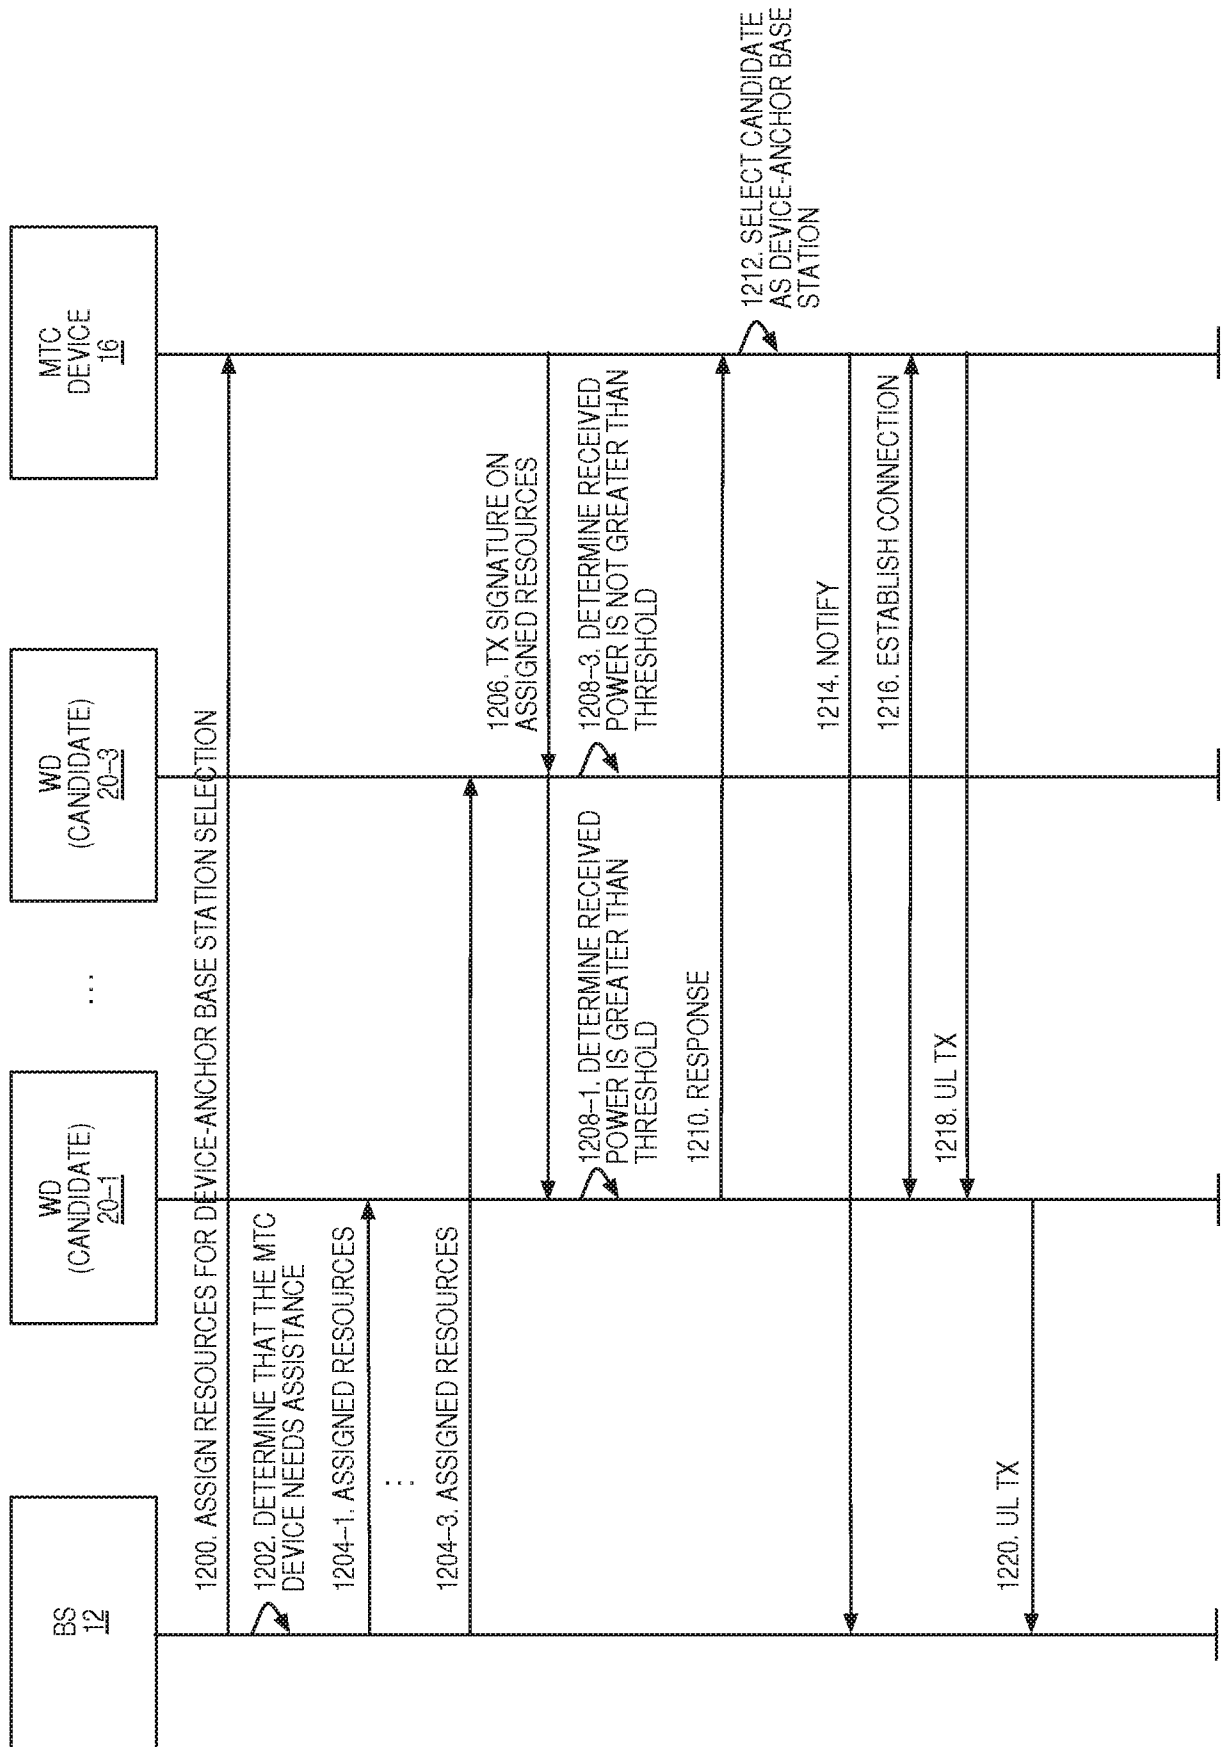 BS
12
WD
(CANDIDATE)
20-1
...
WD
(CANDIDATE)
20-3
MTC
DEVICE
16
1200. ASSIGN RESOURCES FOR DEVICE-ANCHOR BASE STATION SELECTION
1202. DETERMINE THAT THE MTC
DEVICE NEEDS ASSISTANCE
1204-1. ASSIGNED RESOURCES
...
1204-3. ASSIGNED RESOURCES
1206. TX SIGNATURE ON
ASSIGNED RESOURCES
1208-1. DETERMINE RECEIVED
POWER IS GREATER THAN
THRESHOLD
1208-3. DETERMINE RECEIVED
POWER IS NOT GREATER THAN
THRESHOLD
1210. RESPONSE
1212. SELECT CANDIDATE
AS DEVICE-ANCHOR BASE
STATION
1214. NOTIFY
1216. ESTABLISH CONNECTION
1218. UL TX
1220. UL TX